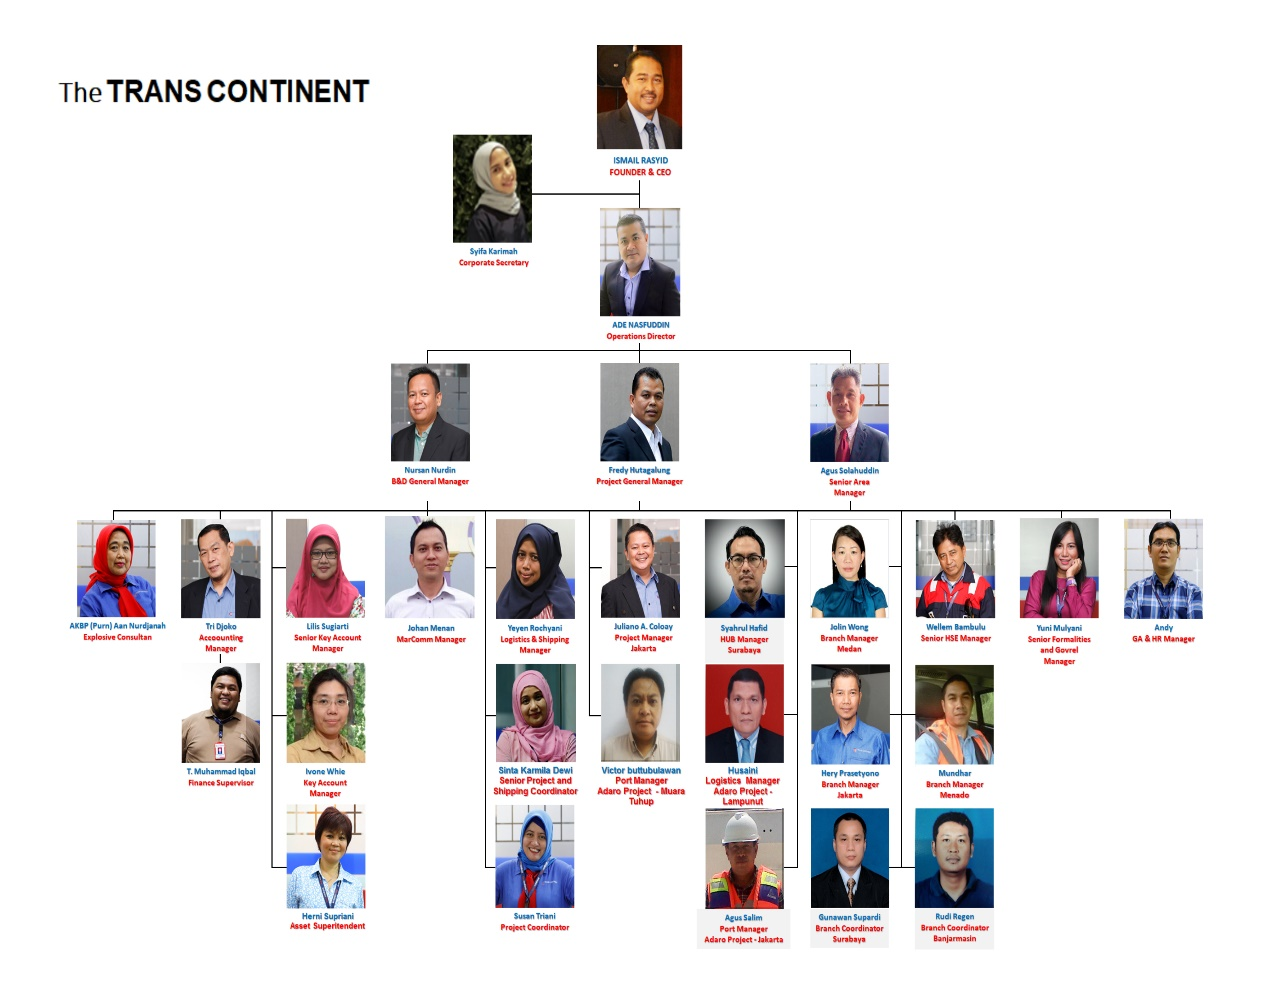 The TRANS CONTINENT
ISMAIL RASYID
FOUNDER & CEO
Syifa Karimah
Corporate Secretary
ADE NASFUDDIN
Operations Director
Nursan Nurdin
B&D General Manager
Fredy Hutagalung
Project General Manager
Agus Solahuddin
Senior Area
Manager
AKBP (Purn) Aan Nurdjanah
Explosive Consultan
Tri Djoko
Accoounting
Manager
Lilis Sugiarti
Senior Key Account
Manager
Johan Menan
MarComm Manager
Yeyen Rochyani
Logistics & Shipping
Manager
Juliano A. Coloay
Project Manager
Jakarta
Syahrul Hafid
HUB Manager
Surabaya
Jolin Wong
Branch Manager
Medan
Wellem Bambulu
Senior HSE Manager
Yuni Mulyani
Senior Formalities
and Govrel
Manager
Andy
GA & HR Manager
T. Muhammad Iqbal
Finance Supervisor
Ivone Whie
Key Account
Manager
Sinta Karmila Dewi
Senior Project and
Shipping Coordinator
Victor buttubulawan
Port Manager
Adaro Project - Muara
Tuhup
Husaini
Logistics Manager
Adaro Project -
Lampunut
Hery Prasetyono
Branch Manager
Jakarta
Mundhar
Branch Manager
Menado
Herni Supriani
Asset Superitendent
Susan Triani
Project Coordinator
Agus Salim
Port Manager
Adaro Project - Jakarta
Gunawan Supardi
Branch Coordinator
Surabaya
Rudi Regen
Branch Coordinator
Banjarmasin